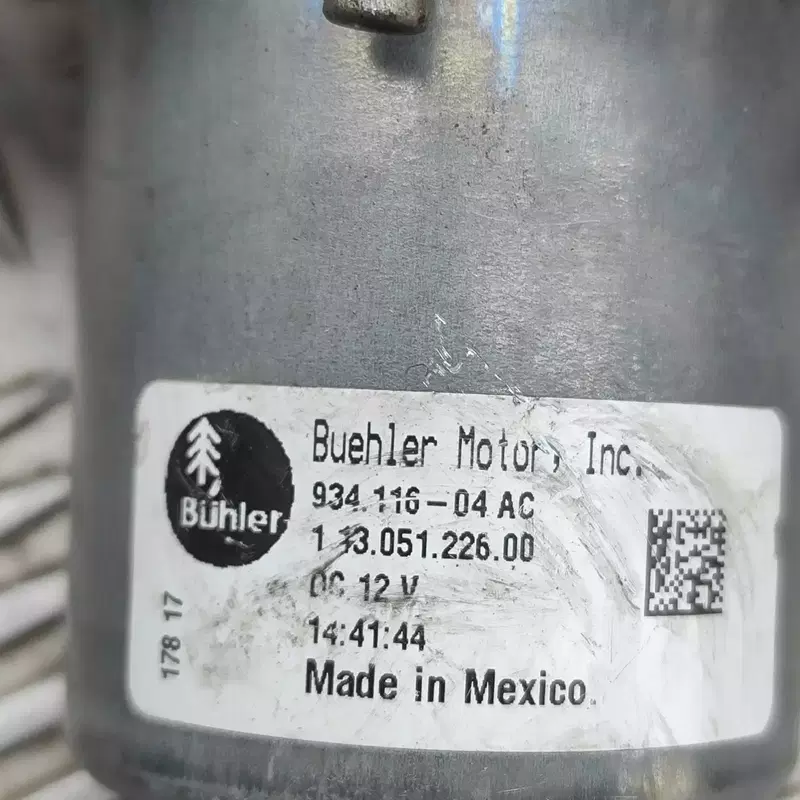 Bühler
Buehler Motor, Inc.
934.116-04 AC
1 13.051.226.00
DC 12 V
14:41:44
Made in Mexico.
178 17